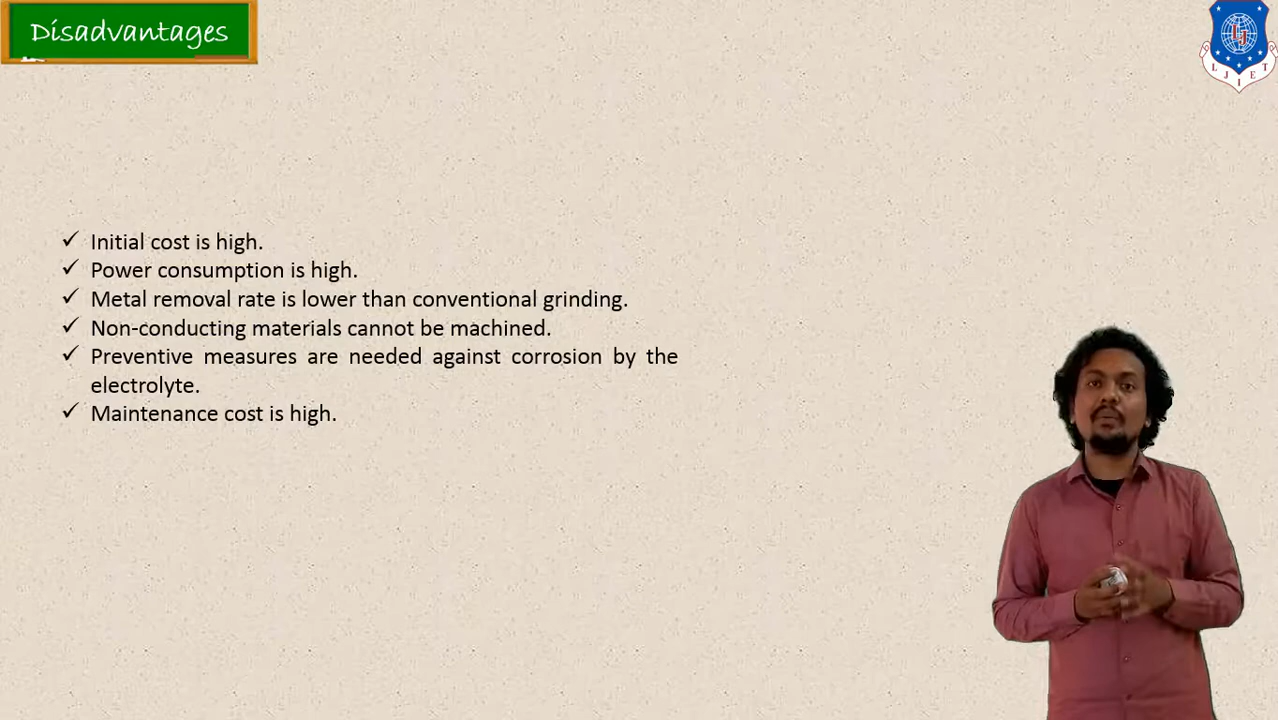 Disadvantages
LJIET
✓ Initial cost is high.
✓ Power consumption is high.
✓ Metal removal rate is lower than conventional grinding.
✓ Non-conducting materials cannot be machined.
✓ Preventive measures are needed against corrosion by the
electrolyte.
✓ Maintenance cost is high.